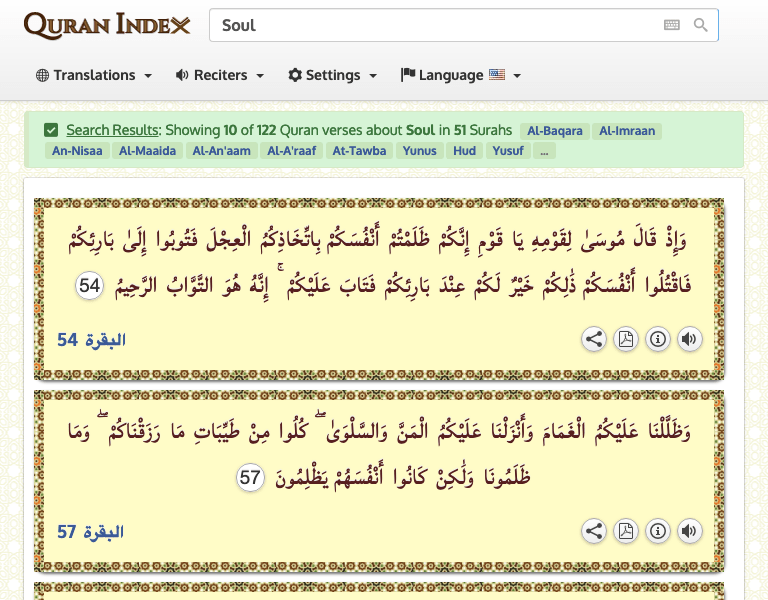 Quran Index
Soul
Translations
Reciters
Settings
Language
Search Results: Showing 10 of 122 Quran verses about Soul in 51 Surahs Al-Baqara Al-Imraan
An-Nisaa Al-Maaida Al-An'aam Al-A'raaf At-Tawba Yunus Hud Yusuf ...
وَإِذْ قَالَ مُوسَىٰ لِقَوْمِهِ يَا قَوْمِ إِنَّكُمْ ظَلَمْتُمْ أَنْفُسَكُمْ بِاتِّخَاذِكُمُ الْعِجْلَ فَتُوبُوا إِلَىٰ بَارِئِكُمْ
فَاقْتُلُوا أَنْفُسَكُمْ ذَٰلِكُمْ خَيْرٌ لَكُمْ عِنْدَ بَارِئِكُمْ فَتَابَ عَلَيْكُمْ ۚ إِنَّهُ هُوَ التَّوَّابُ الرَّحِيمُ 54
البقرة 54
وَظَلَّلْنَا عَلَيْكُمُ الْغَمَامَ وَأَنْزَلْنَا عَلَيْكُمُ الْمَنَّ وَالسَّلْوَىٰ ۖ كُلُوا مِنْ طَيِّبَاتِ مَا رَزَقْنَاكُمْ ۖ وَمَا
ظَلَمُونَا وَلَٰكِنْ كَانُوا أَنْفُسَهُمْ يَظْلِمُونَ 57
البقرة 57